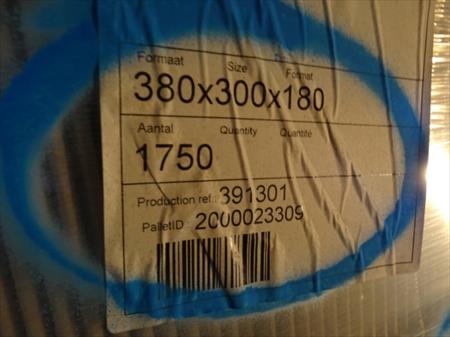 Formaat Size Format
380x300x180
Aantal Quantity Quantité
1750
Production ref.: 391301
PalletID : 2000023309